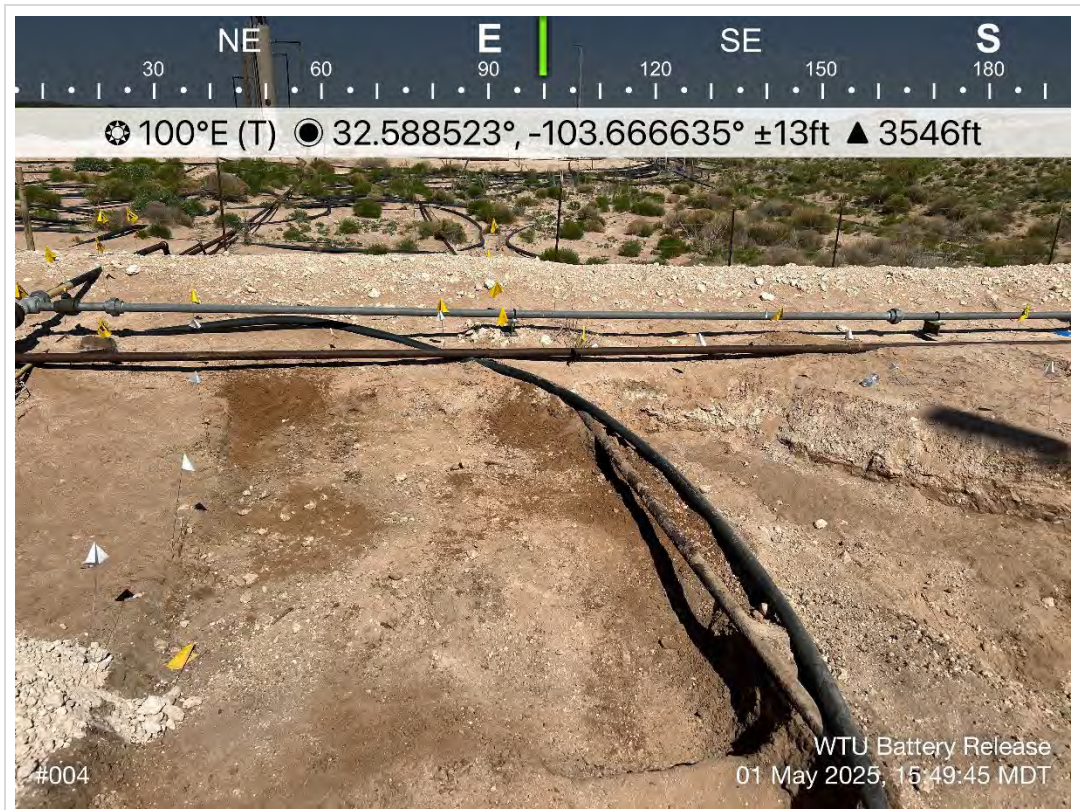 NE E SE S
30 60 90 120 150 180
100°E (T) 32.588523°, -103.666635° ±13ft ▲ 3546ft
WTU Battery Release
#004 01 May 2025, 15:49:45 MDT